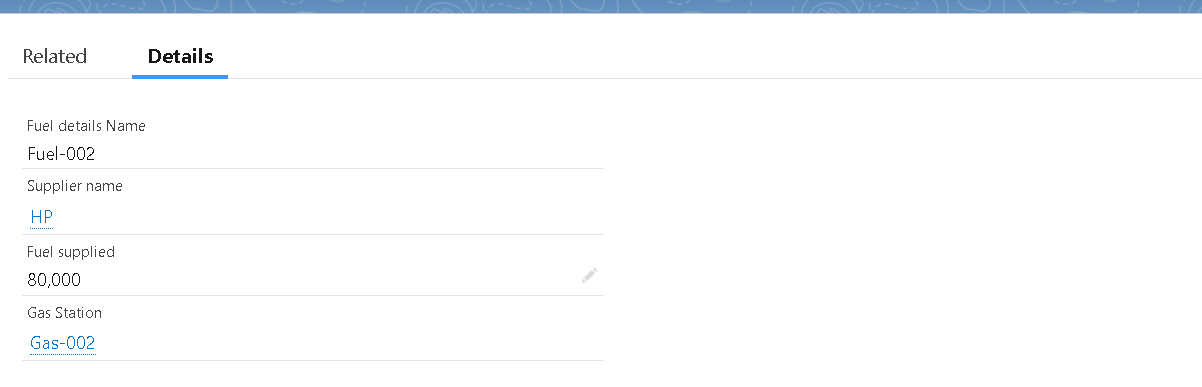 Related Details
Fuel details Name
Fuel-002
Supplier name
HP
Fuel supplied
80,000
Gas Station
Gas-002